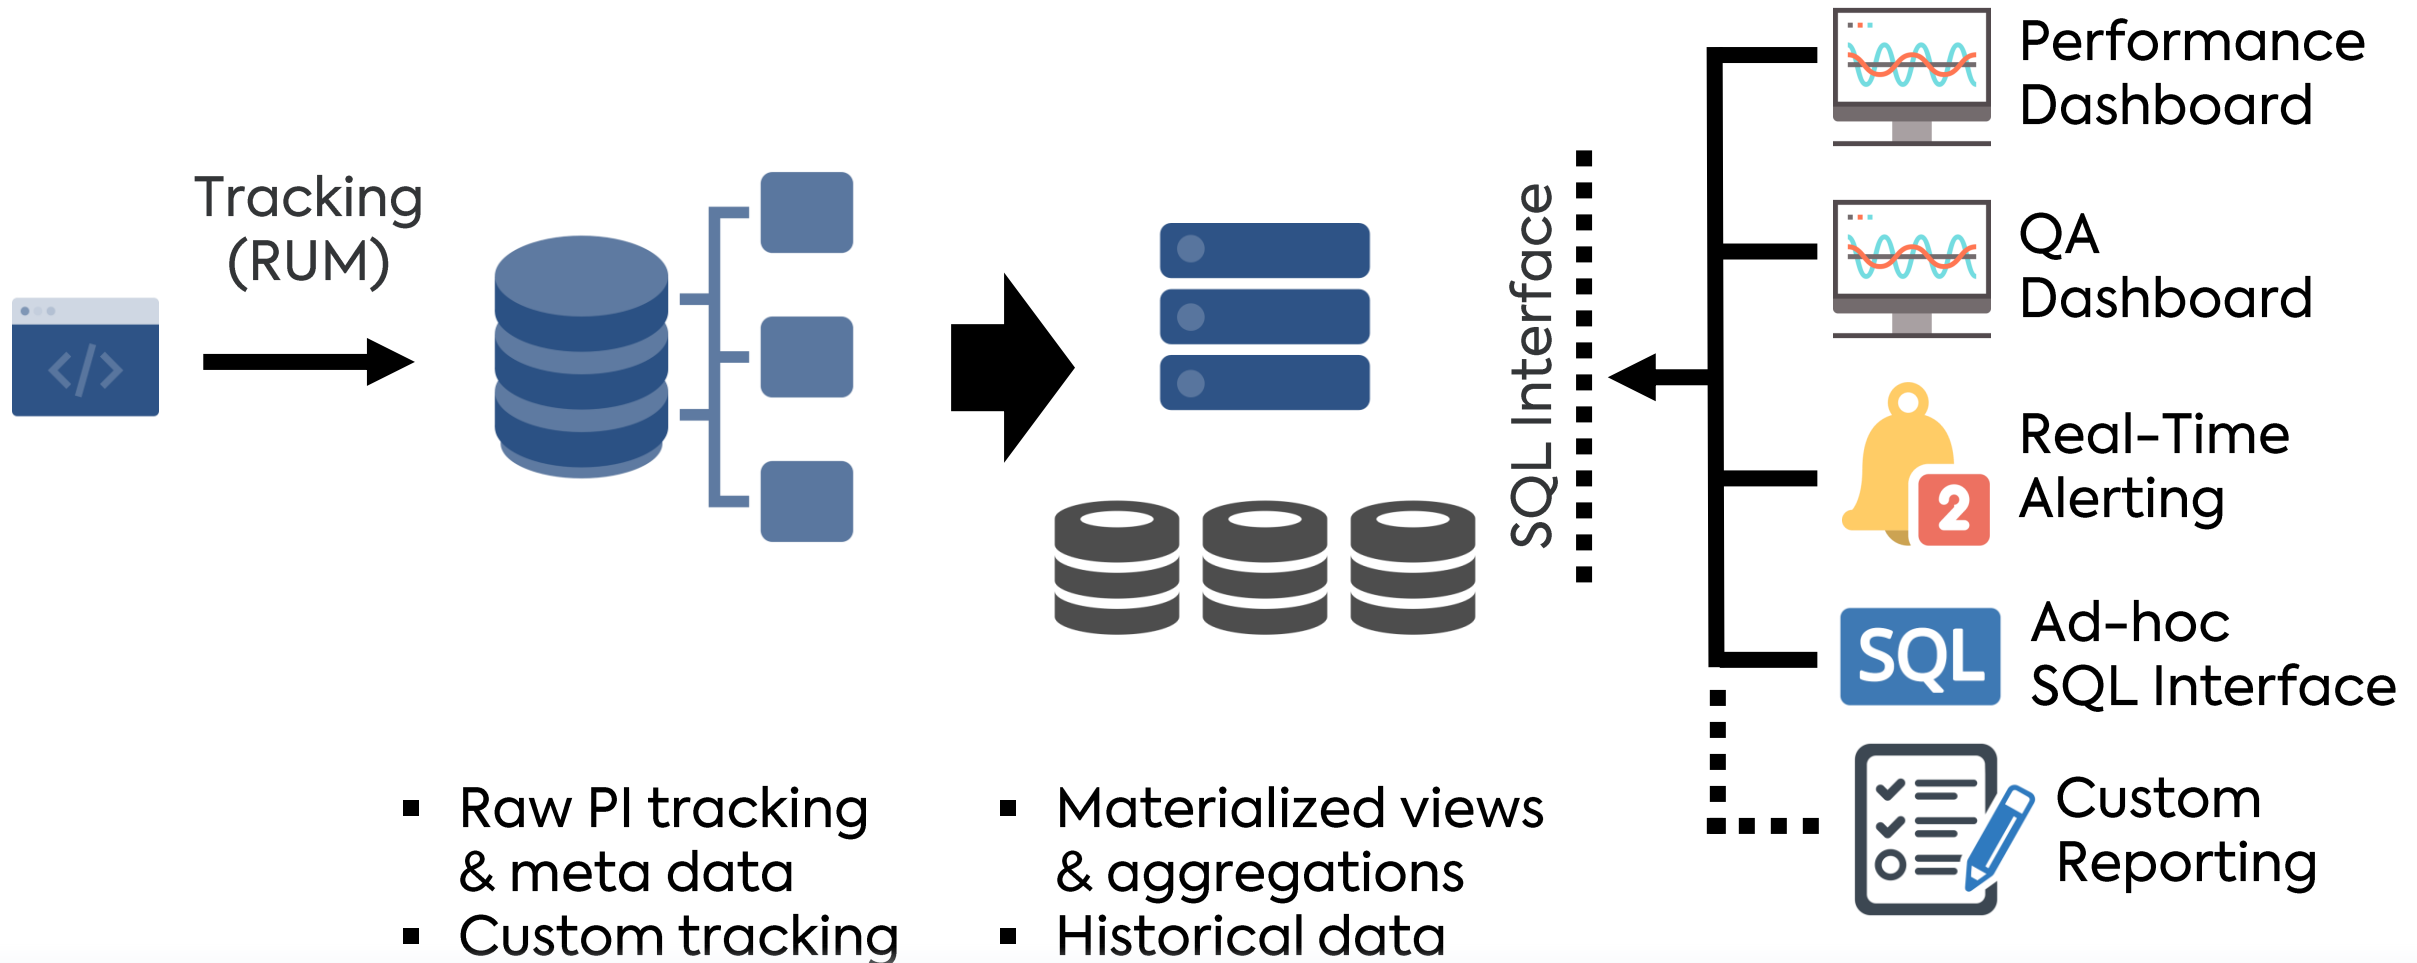 Tracking
(RUM)
</>
▪ Raw PI tracking
& meta data
▪ Custom tracking
▪ Materialized views
& aggregations
▪ Historical data
SQL Interface
Performance
Dashboard
QA
Dashboard
2
Real-Time
Alerting
SQL
Ad-hoc
SQL Interface
Custom
Reporting